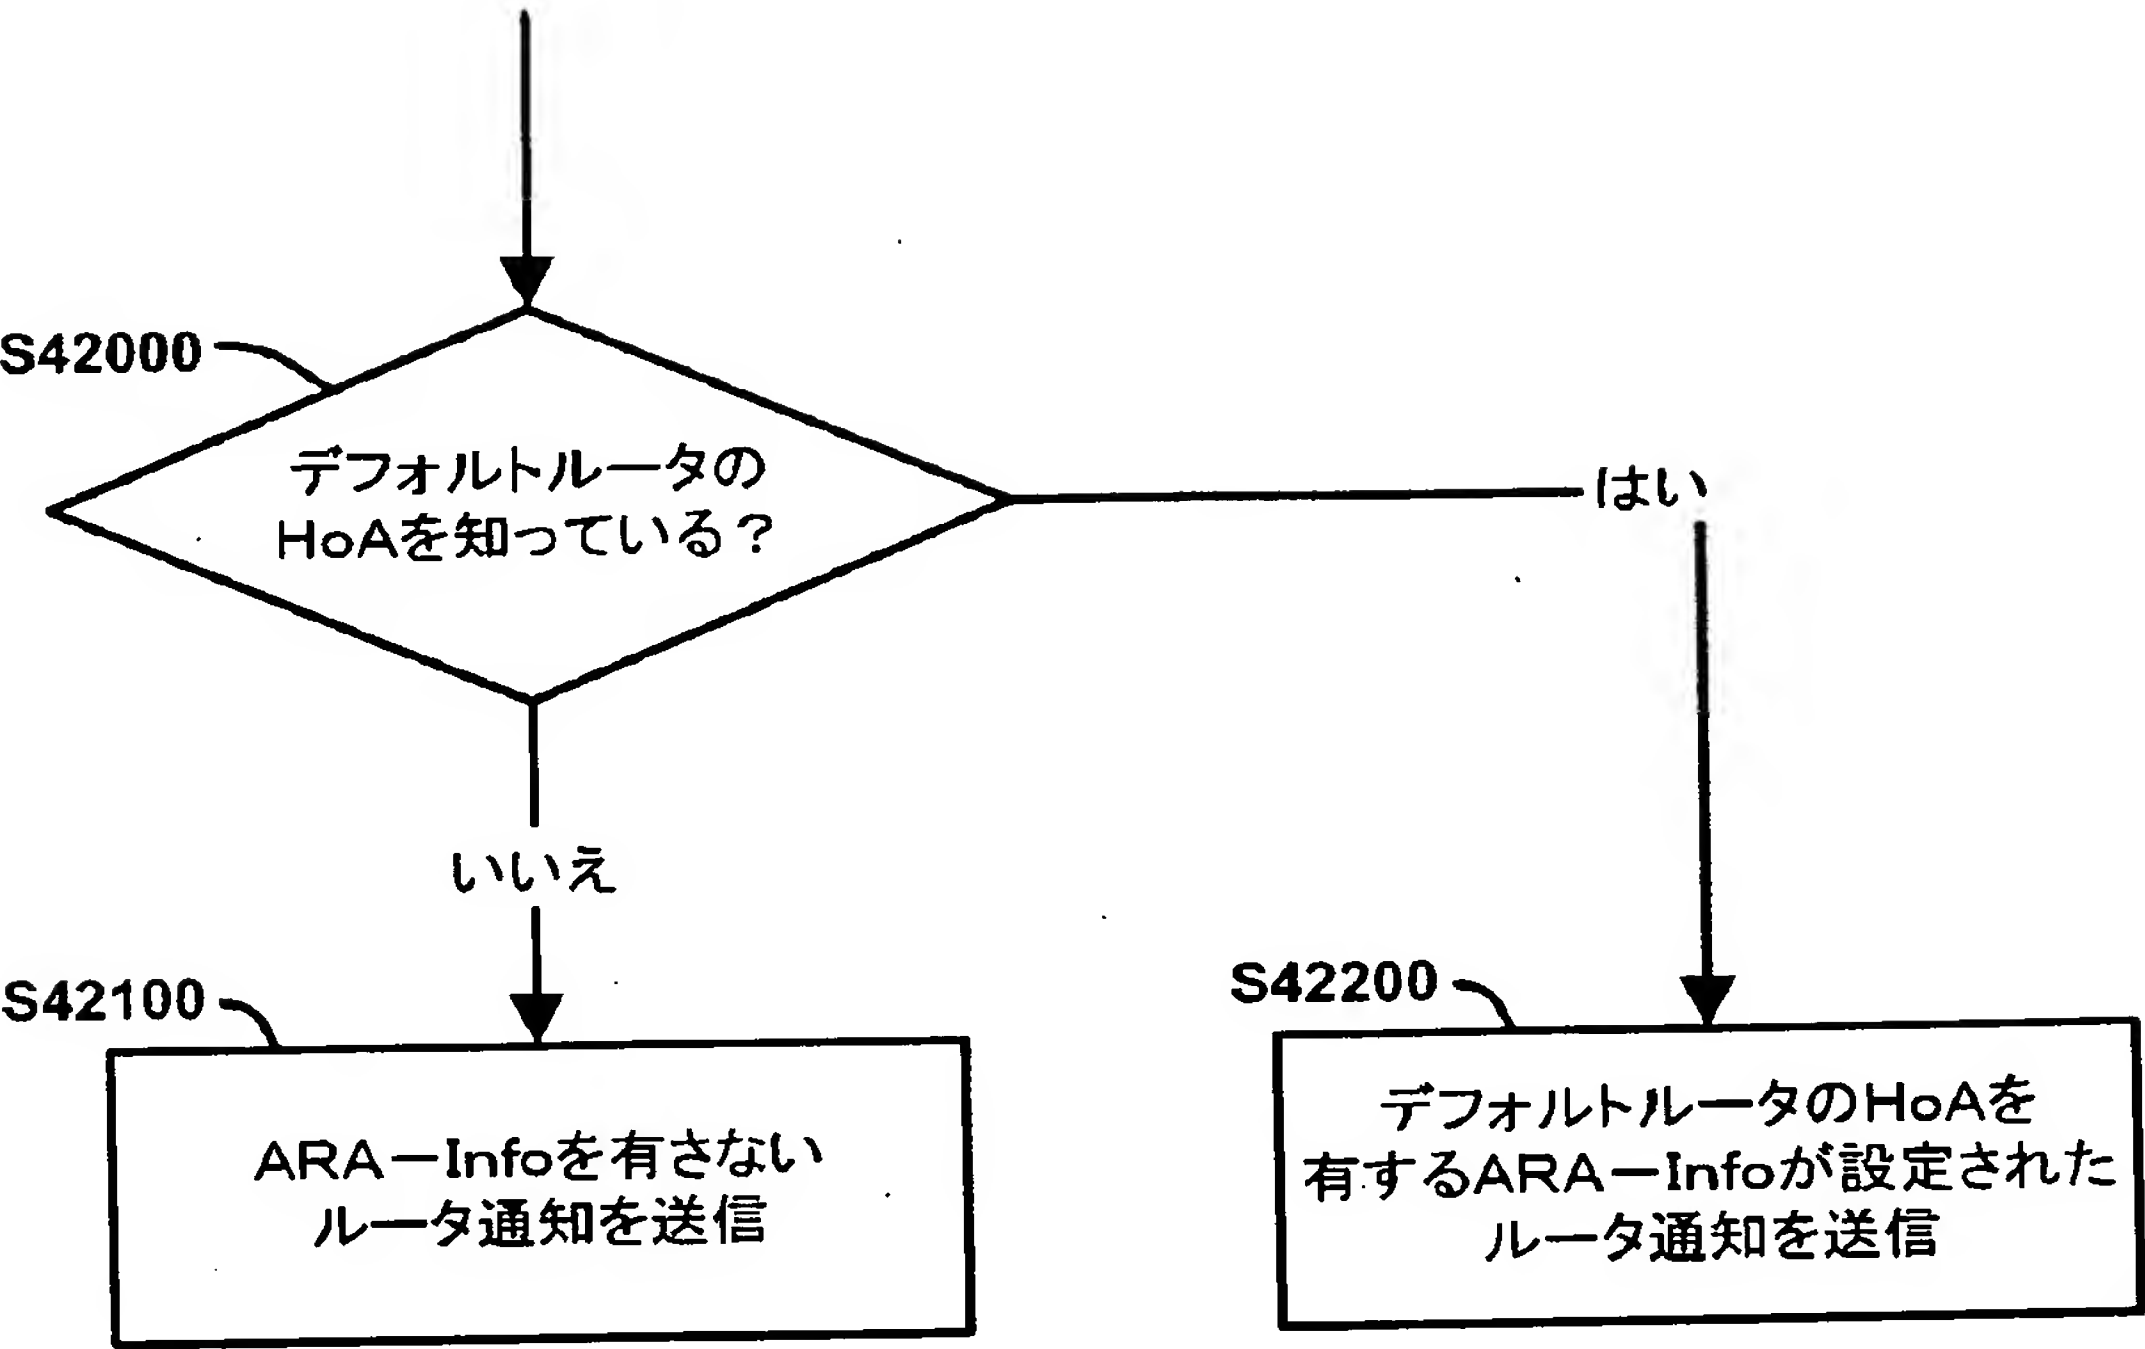 S42000
デフォルトルータの
HoAを知っている?
はい
いいえ
S42100
ARA-Infoを有さない
ルータ通知を送信
S42200
デフォルトルータのHoAを
有するARA-Infoが設定された
ルータ通知を送信